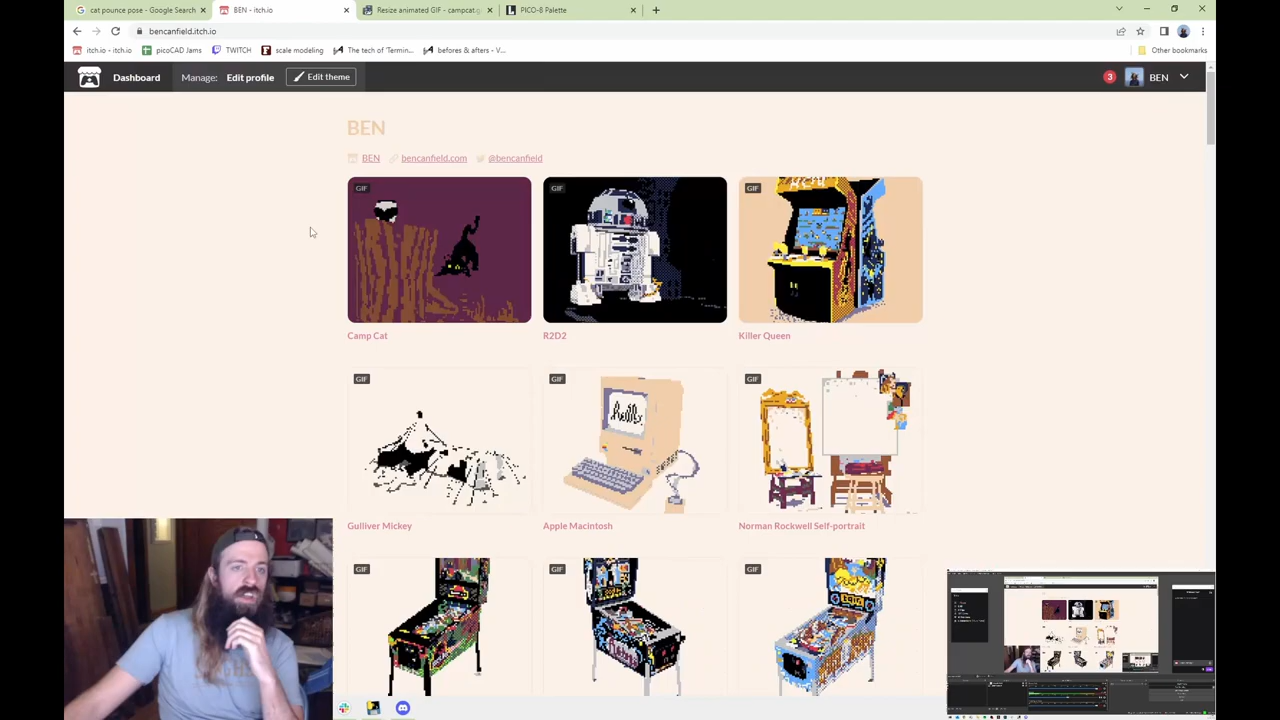 cat pounce pose - Google Search
BEN - itch.io
Resize animated GIF - campcat.g
PICO-8 Palette
bencanfield.itch.io
itch.io - itch.io
picoCAD Jams
TWITCH
scale modeling
The tech of 'Termin...
befores & afters - V...
Other bookmarks
Dashboard
Manage:
Edit profile
Edit theme
3
BEN
BEN
BEN
bencanfield.com
@bencanfield
GIF
GIF
GIF
Camp Cat
R2D2
Killer Queen
GIF
GIF
GIF
hello
Gulliver Mickey
Apple Macintosh
Norman Rockwell Self-portrait
GIF
GIF
GIF